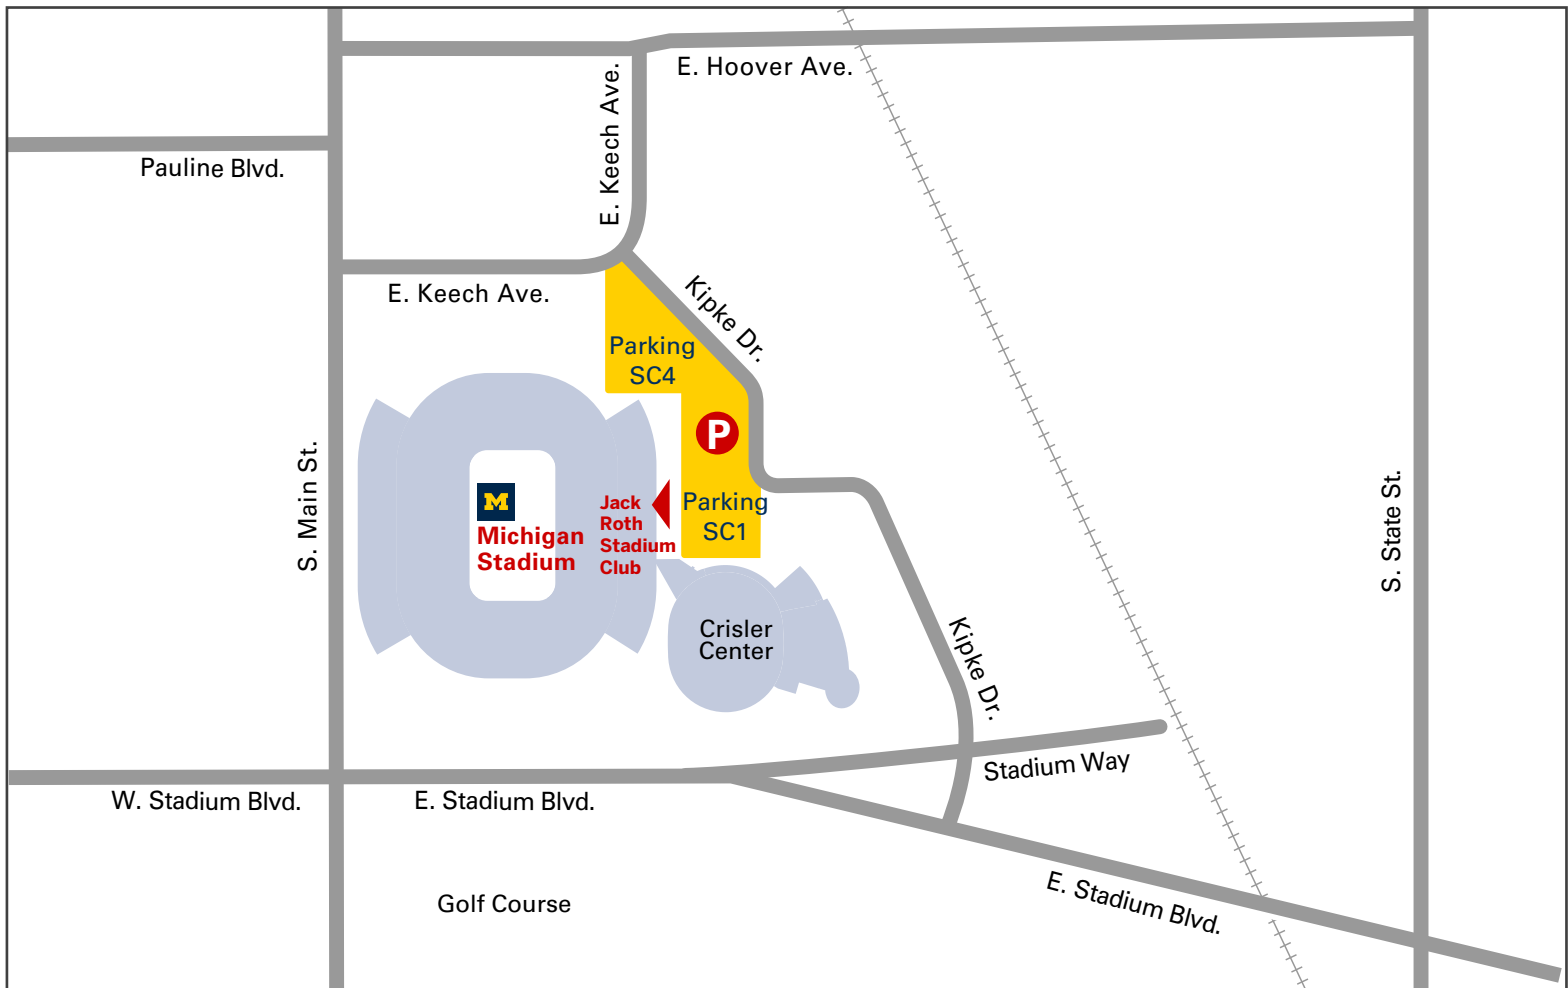 E. Hoover Ave.
E. Keech Ave.
Pauline Blvd.
E. Keech Ave.
Kipke Dr.
Parking
SC4
P
S. Main St.
M
Michigan
Stadium
Jack
Roth
Stadium
Club
Parking
SC1
S. State St.
Crisler
Center
Kipke Dr.
Stadium Way
W. Stadium Blvd.
E. Stadium Blvd.
E. Stadium Blvd.
Golf Course